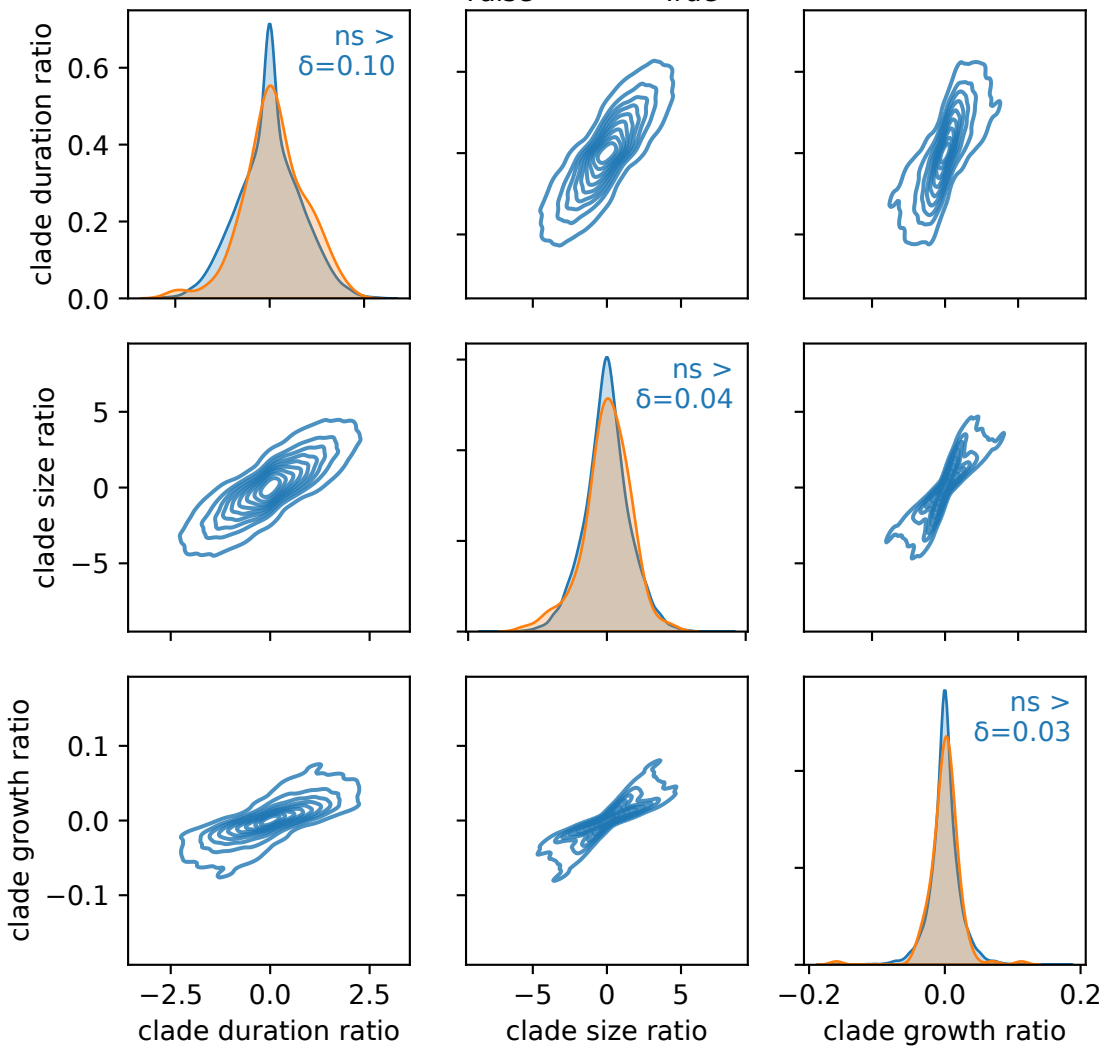 clade duration ratio
0.6
0.4
0.2
0.0
ns >
δ=0.10
clade size ratio
5
0
−5
ns >
δ=0.04
clade growth ratio
0.1
0.0
−0.1
ns >
δ=0.03
−2.5
0.0
2.5
−5
0
5
−0.2
0.0
0.2
clade duration ratio
clade size ratio
clade growth ratio